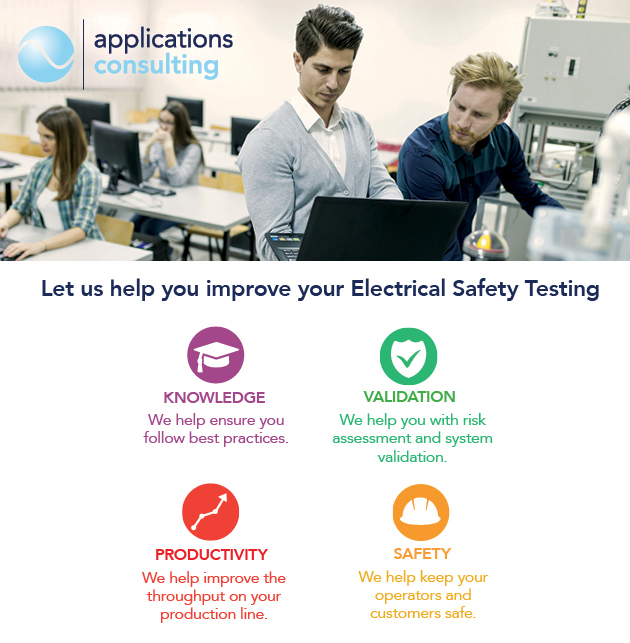 applications
consulting
Let us help you improve your Electrical Safety Testing
KNOWLEDGE
We help ensure you
follow best practices.
VALIDATION
We help you with risk
assessment and system
validation.
PRODUCTIVITY
We help improve the
throughput on your
production line.
SAFETY
We help keep your
operators and
customers safe.